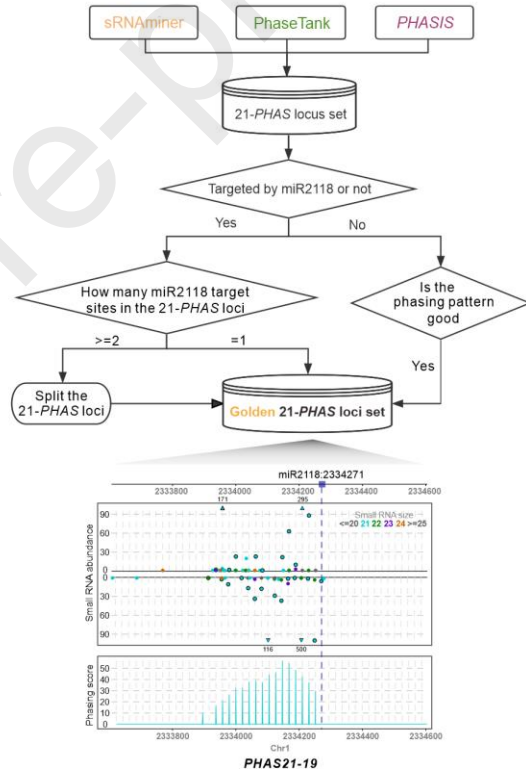 sRNAminer
PhaseTank
PHASIS
21-PHAS locus set
Targeted by miR2118 or not
Yes
No
How many miR2118 target
sites in the 21-PHAS loci
Is the
phasing pattern
good
>=2
=1
Yes
Split the
21-PHAS loci
Golden 21-PHAS loci set
miR2118:2334271
2333800 2334000 2334200 2334400 2334600
171
295
Small RNA size
<=20 21 22 23 24 >=25
Small RNA abundance
90
60
30
0
0
30
60
90
116
500
Phasing score
50
40
30
20
10
0
2333800 2334000 2334200 2334400 2334600
Chr1
PHAS21-19
re-pr